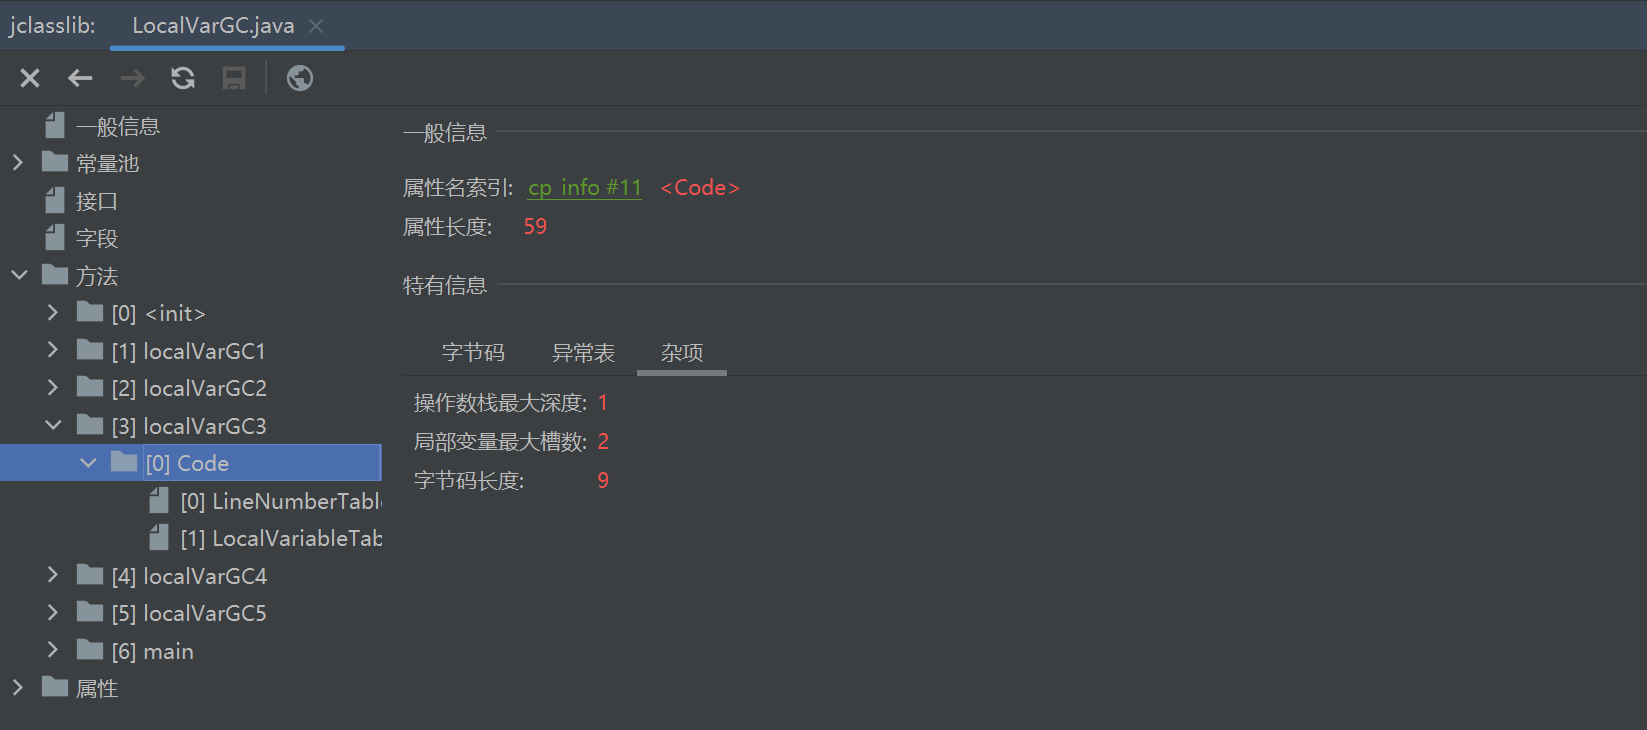 jclasslib: LocalVarGC.java
一般信息
常量池
接口
字段
方法
[0] <init>
[1] localVarGC1
[2] localVarGC2
[3] localVarGC3
[0] Code
[0] LineNumberTabl
[1] LocalVariableTab
[4] localVarGC4
[5] localVarGC5
[6] main
属性
一般信息
属性名索引: cp_info #11 <Code>
属性长度: 59
特有信息
字节码 异常表 杂项
操作数栈最大深度: 1
局部变量最大槽数: 2
字节码长度: 9